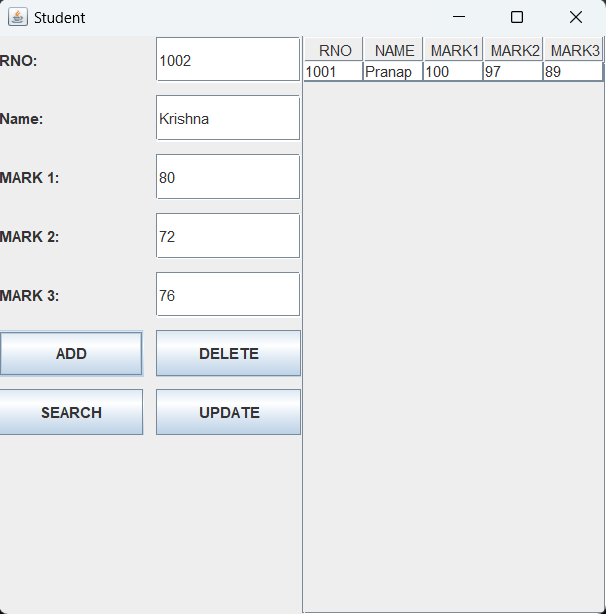 Student
RNO: 1002
Name: Krishna
MARK 1: 80
MARK 2: 72
MARK 3: 76
ADD DELETE
SEARCH UPDATE
RNO NAME MARK1 MARK2 MARK3
1001 Pranap 100 97 89